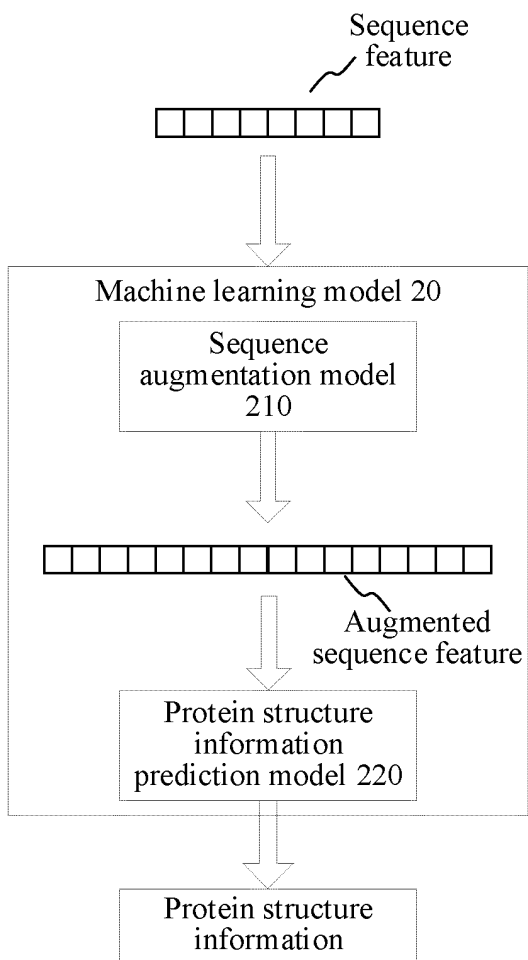 Sequence
feature
Machine learning model 20
Sequence
augmentation model
210
Augmented
sequence feature
Protein structure
information
prediction model 220
Protein structure
information